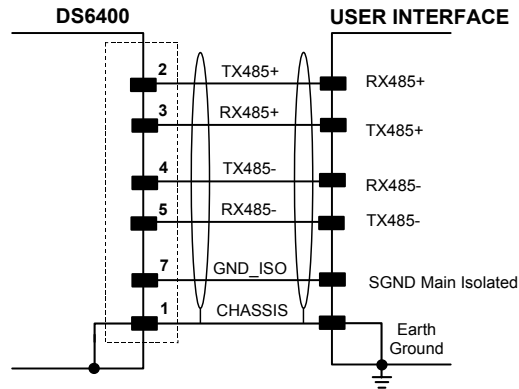 DS6400 USER INTERFACE
2 TX485+ RX485+
3 RX485+ TX485+
4 TX485- RX485-
5 RX485- TX485-
7 GND_ISO SGND Main Isolated
1 CHASSIS Earth
Ground